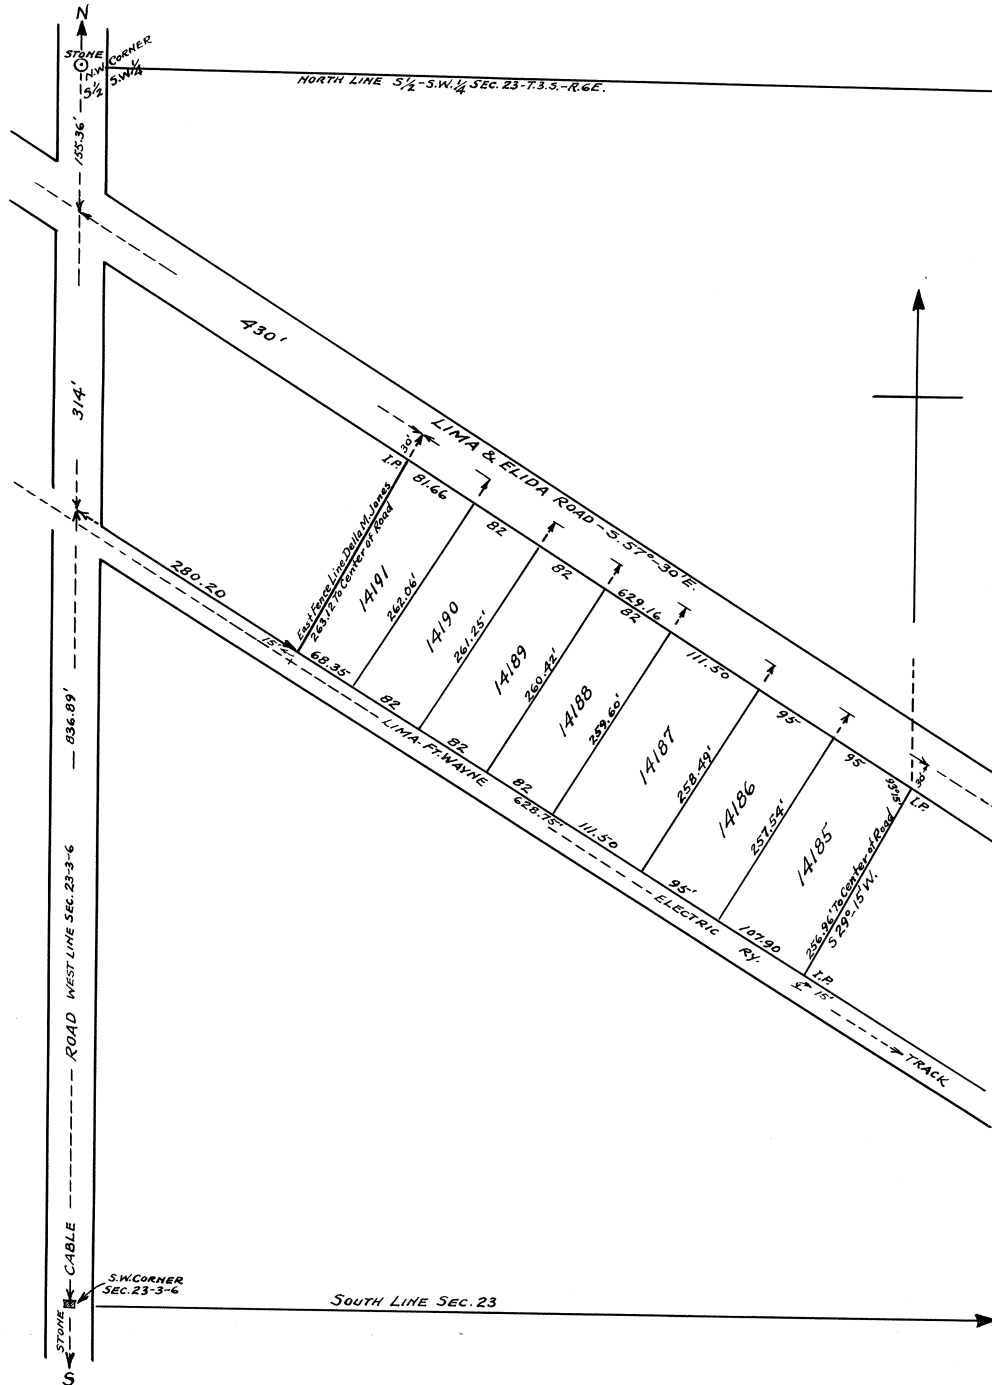 N
STONE
N.W. CORNER
S½ S.W.¼
NORTH LINE S½-S.W.¼ SEC. 23-T.3.S.-R.6E.
155.36'
430'
314'
LIMA & ELIDA ROAD - S. 57°-30'E.
30'
I.P.
81.66
82
82
629.16
82
111.50
95
95
93°15'
30'
I.P.
280.20
East Fence Line Della M. Jones
263.12 To Center of Road
14191
262.06'
14190
261.25'
14189
260.42'
14188
259.60'
14187
258.49'
14186
257.54'
14185
256.96' To Center of Road
S 29°-15' W.
15'
68.35
82
82
82
628.75'
111.50
95'
107.90
I.P.
15'
LIMA-FT. WAYNE
ELECTRIC
RY.
TRACK
836.89'
ROAD WEST LINE SEC. 23-3-6
CABLE
S.W. CORNER
SEC. 23-3-6
STONE
S
SOUTH LINE SEC. 23